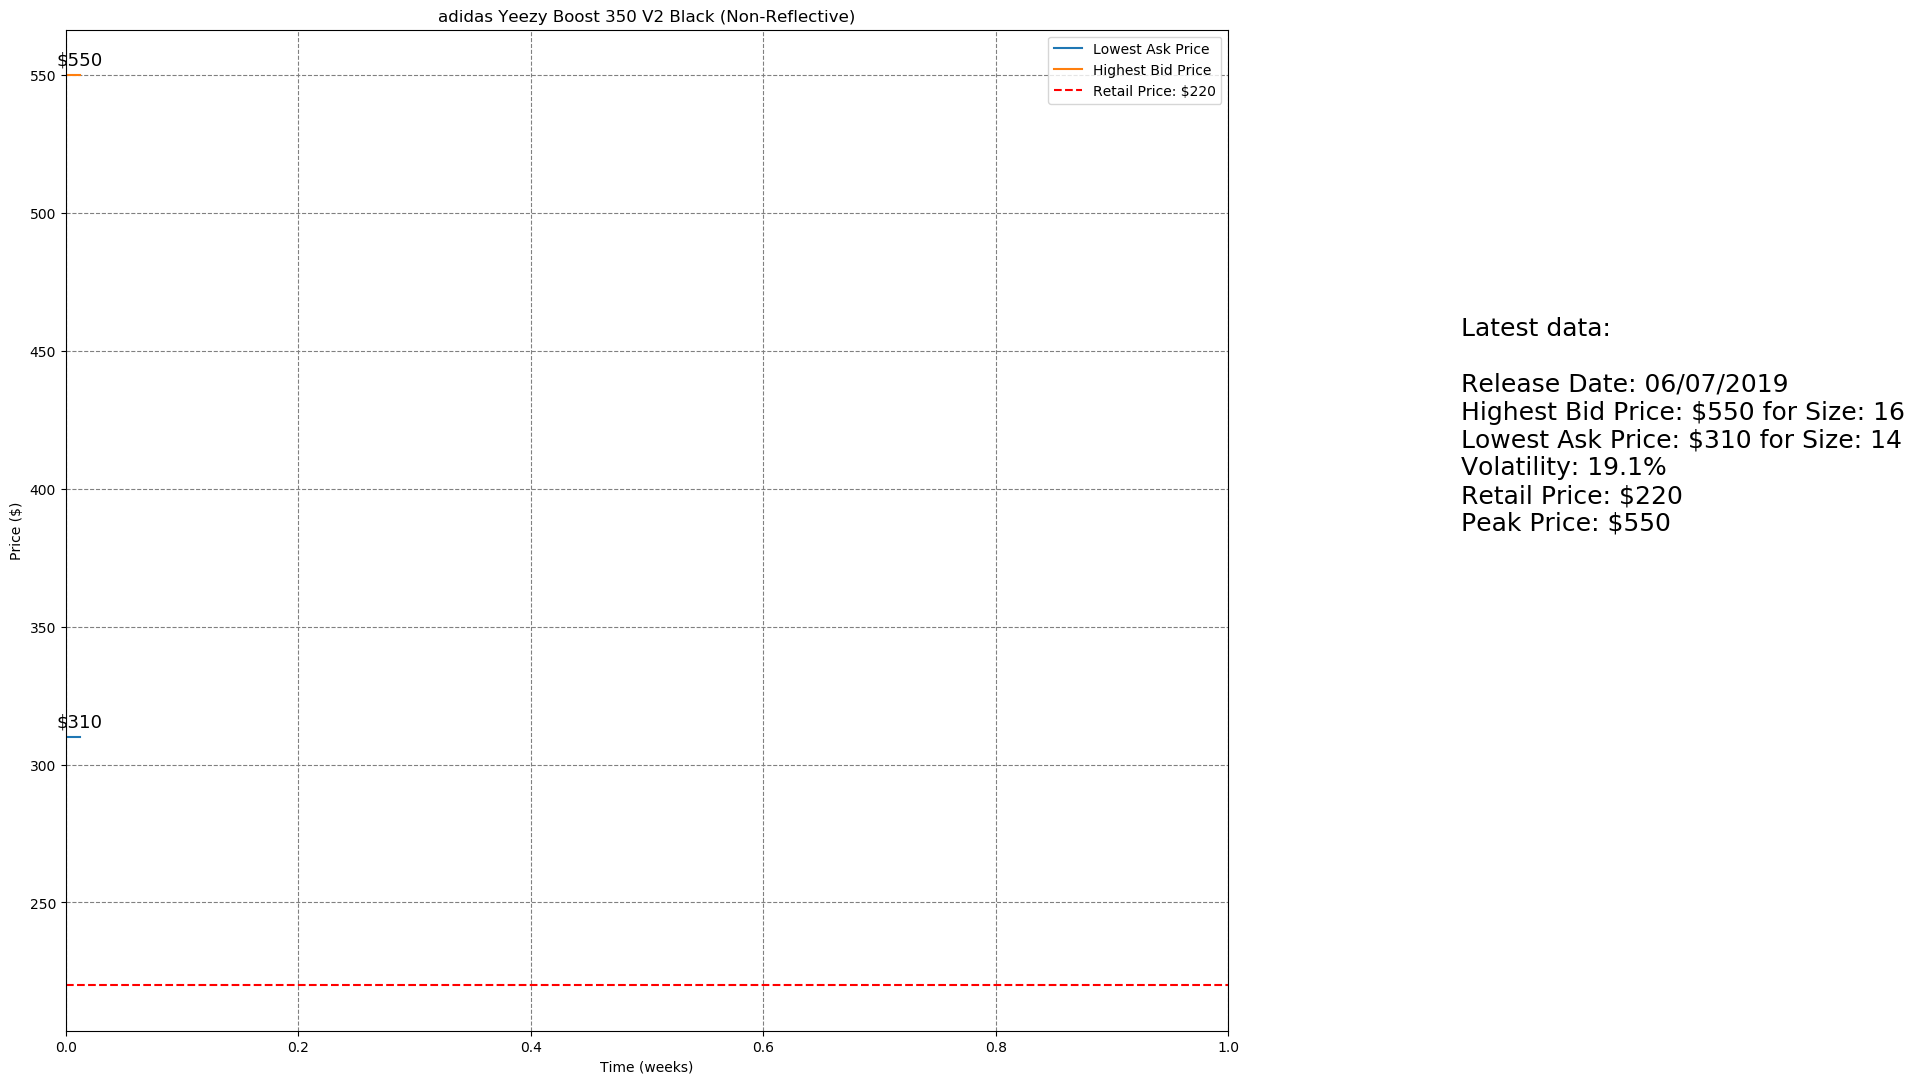 adidas Yeezy Boost 350 V2 Black (Non-Reflective)
$550
Lowest Ask Price
Highest Bid Price
Retail Price: $220
550
500
450
400
350
300
250
Price ($)
$310
0.0 0.2 0.4 0.6 0.8 1.0
Time (weeks)
Latest data:
Release Date: 06/07/2019
Highest Bid Price: $550 for Size: 16
Lowest Ask Price: $310 for Size: 14
Volatility: 19.1%
Retail Price: $220
Peak Price: $550